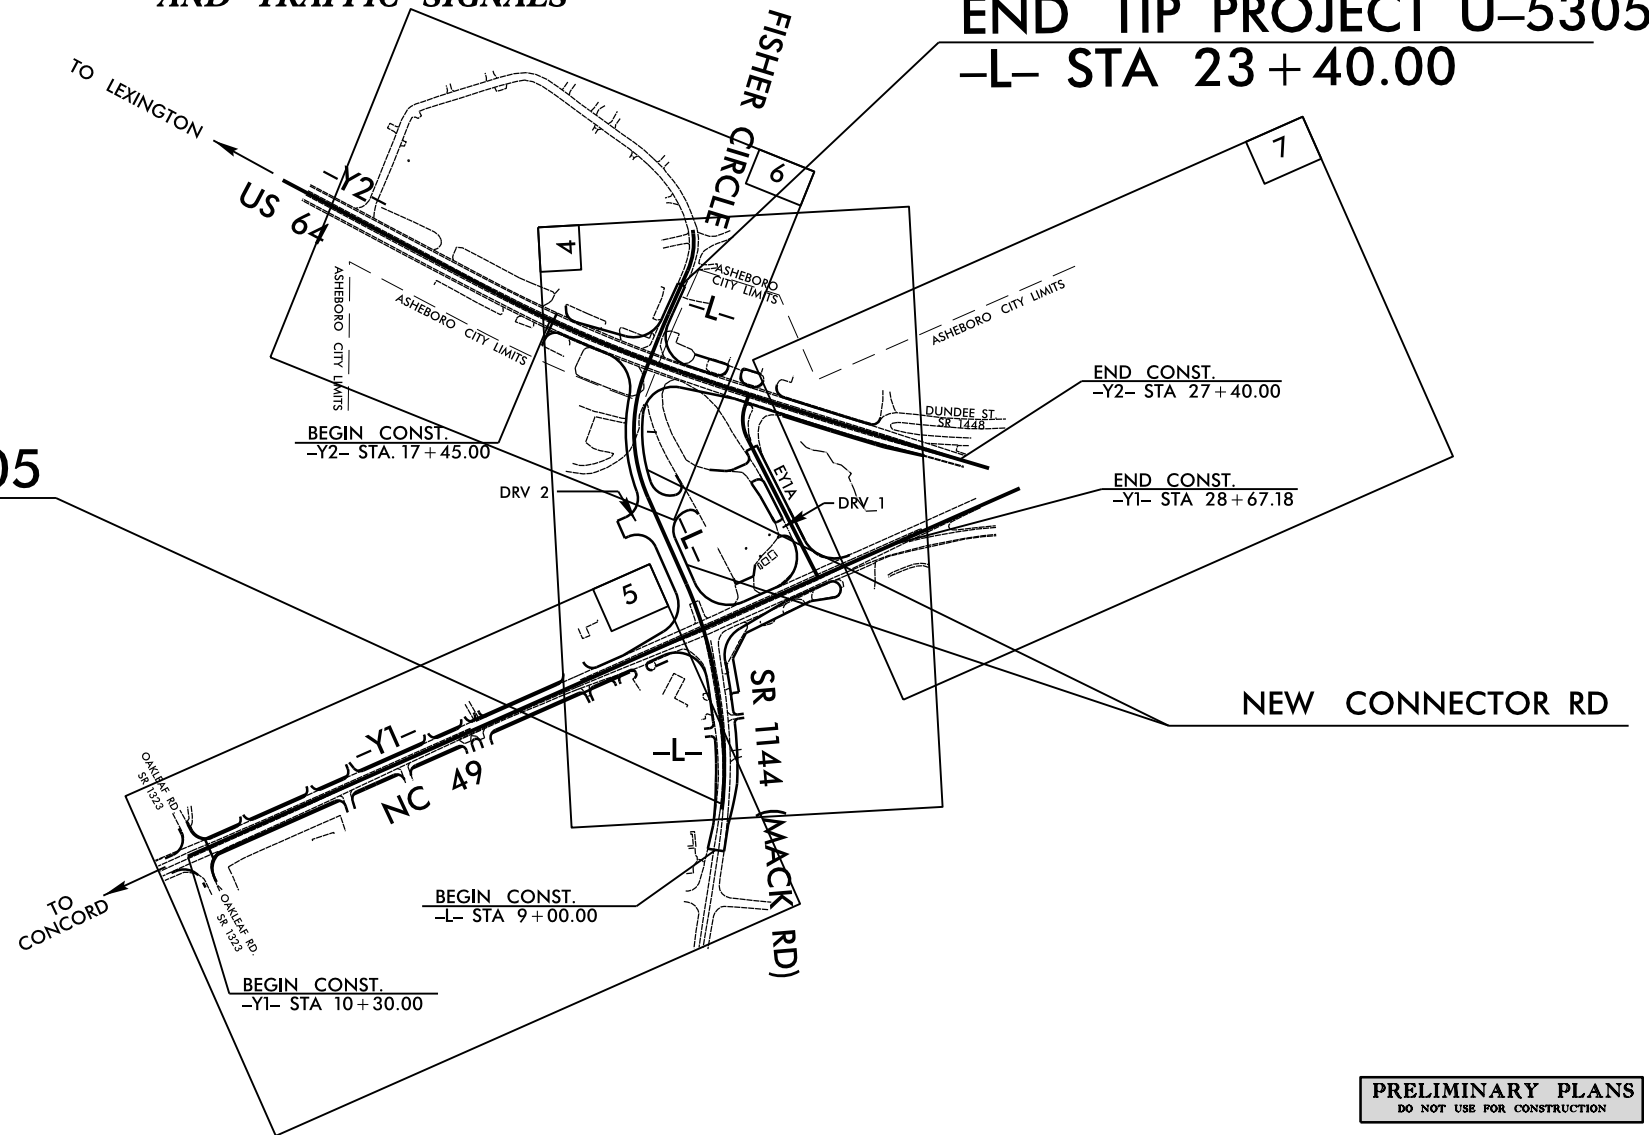 AND TRAFFIC SIGNALS
END TIP PROJECT U–5305
–L– STA 23+40.00
FISHER CIRCLE
TO LEXINGTON
6
7
–Y2–
US 64
4
ASHEBORO
CITY LIMITS
–L–
ASHEBORO CITY LIMITS
ASHEBORO CITY LIMITS
ASHEBORO CITY LIMITS
END CONST.
–Y2– STA 27+40.00
DUNDEE ST.
SR 1448
BEGIN CONST.
–Y2– STA. 17+45.00
05
DRV 2
EY1A
DRV_1
END CONST.
–Y1– STA 28+67.18
–L–
5
NEW CONNECTOR RD
SR 1144 (MACK RD)
–L–
–Y1–
NC 49
OAKLEAF RD.
SR 1323
TO
CONCORD
OAKLEAF RD.
SR 1323
BEGIN CONST.
–L– STA 9+00.00
BEGIN CONST.
–Y1– STA 10+30.00
PRELIMINARY PLANS
DO NOT USE FOR CONSTRUCTION